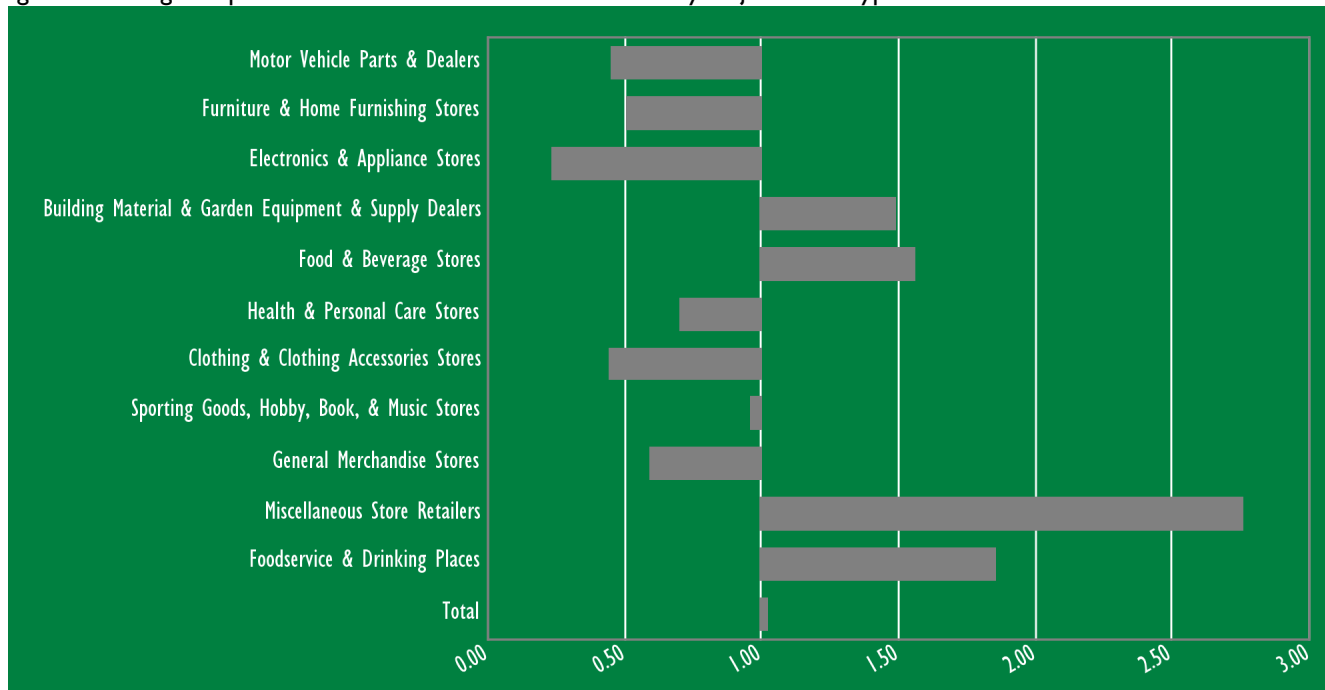 Motor Vehicle Parts & Dealers
Furniture & Home Furnishing Stores
Electronics & Appliance Stores
Building Material & Garden Equipment & Supply Dealers
Food & Beverage Stores
Health & Personal Care Stores
Clothing & Clothing Accessories Stores
Sporting Goods, Hobby, Book, & Music Stores
General Merchandise Stores
Miscellaneous Store Retailers
Foodservice & Drinking Places
Total
0.00 0.50 1.00 1.50 2.00 2.50 3.00